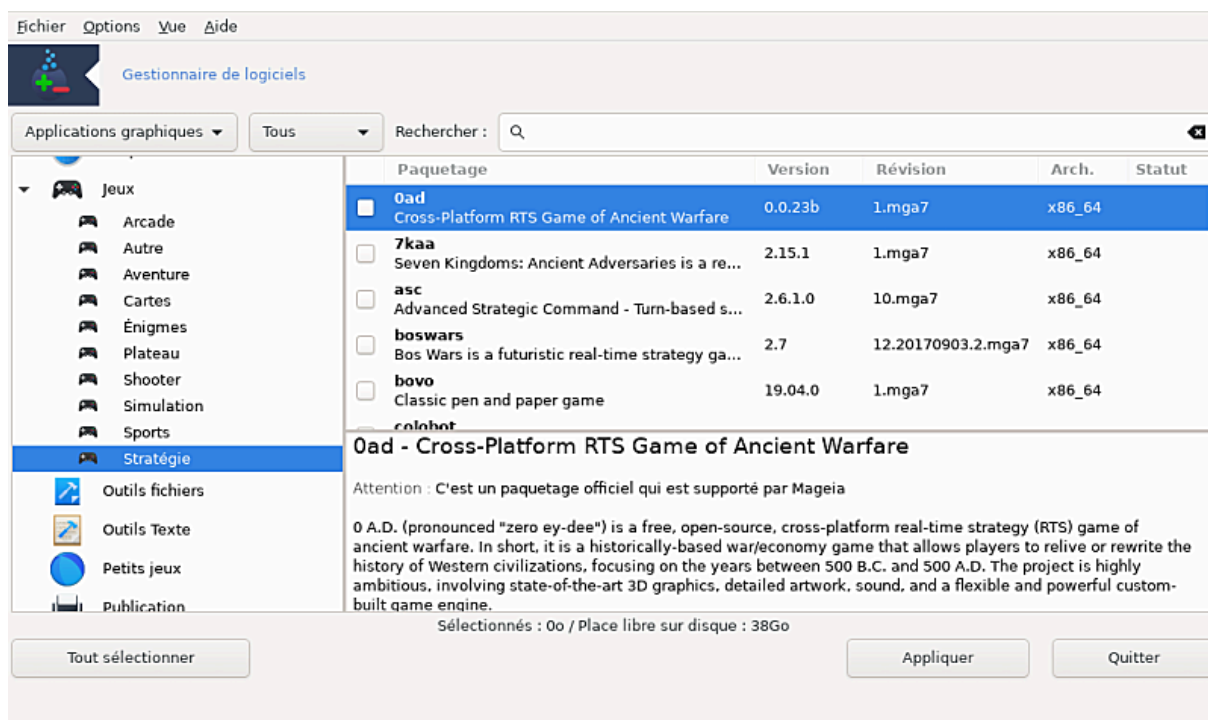 Fichier Options Vue Aide
Gestionnaire de logiciels
Applications graphiques Tous Rechercher :
Jeux
Arcade
Autre
Aventure
Cartes
Énigmes
Plateau
Shooter
Simulation
Sports
Stratégie
Outils fichiers
Outils Texte
Petits jeux
Publication
Paquetage Version Révision Arch. Statut
0ad 0.0.23b 1.mga7 x86_64
Cross-Platform RTS Game of Ancient Warfare
7kaa 2.15.1 1.mga7 x86_64
Seven Kingdoms: Ancient Adversaries is a re...
asc 2.6.1.0 10.mga7 x86_64
Advanced Strategic Command - Turn-based s...
boswars 2.7 12.20170903.2.mga7 x86_64
Bos Wars is a futuristic real-time strategy ga...
bovo 19.04.0 1.mga7 x86_64
Classic pen and paper game
colobot
0ad - Cross-Platform RTS Game of Ancient Warfare
Attention : C'est un paquetage officiel qui est supporté par Mageia
0 A.D. (pronounced "zero ey-dee") is a free, open-source, cross-platform real-time strategy (RTS) game of
ancient warfare. In short, it is a historically-based war/economy game that allows players to relive or rewrite the
history of Western civilizations, focusing on the years between 500 B.C. and 500 A.D. The project is highly
ambitious, involving state-of-the-art 3D graphics, detailed artwork, sound, and a flexible and powerful custom-
built game engine.
Sélectionnés : 0o / Place libre sur disque : 38Go
Tout sélectionner Appliquer Quitter